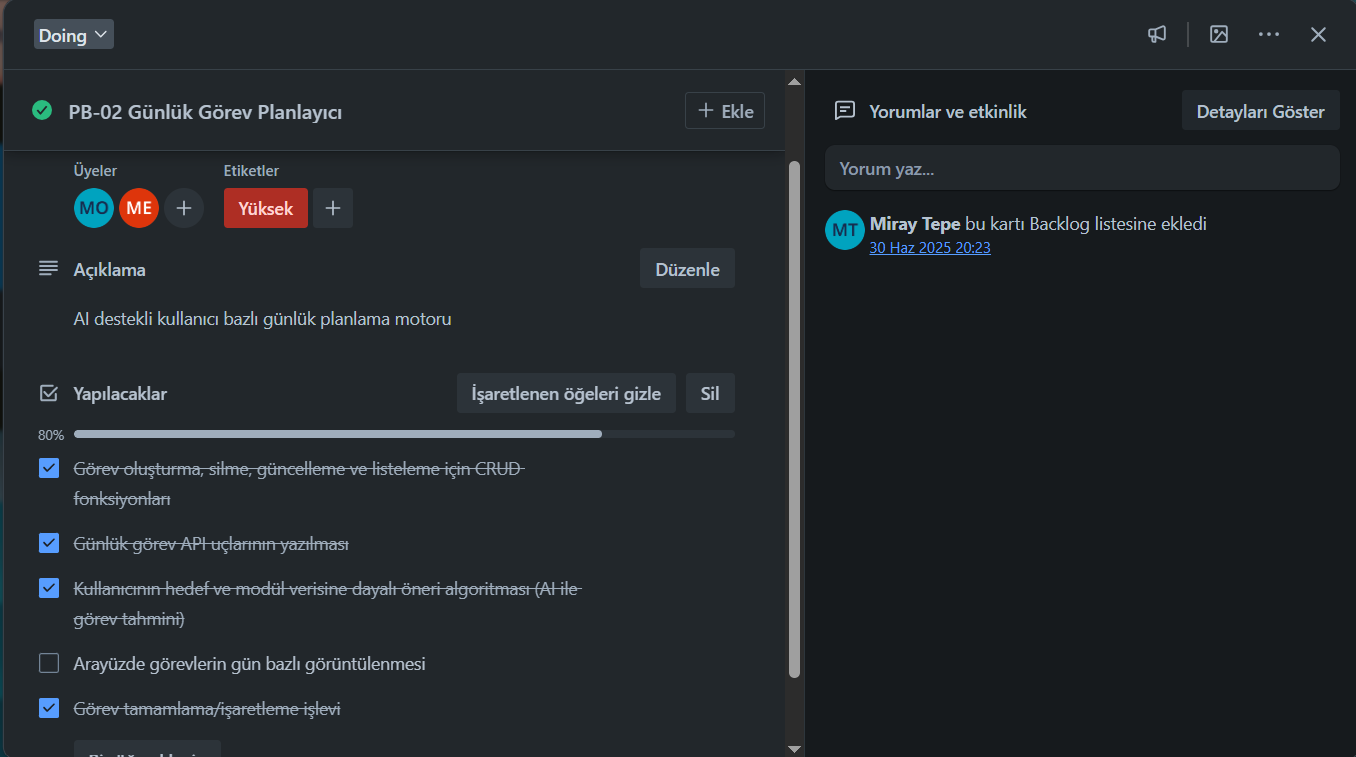 Doing
PB-02 Günlük Görev Planlayıcı
+ Ekle
Üyeler
Etiketler
MO
ME
Yüksek
Açıklama
Düzenle
AI destekli kullanıcı bazlı günlük planlama motoru
Yapılacaklar
İşaretlenen öğeleri gizle
Sil
80%
Görev oluşturma, silme, güncelleme ve listeleme için CRUD
fonksiyonları
Günlük görev API uçlarının yazılması
Kullanıcının hedef ve modül verisine dayalı öneri algoritması (AI ile
görev tahmini)
Arayüzde görevlerin gün bazlı görüntülenmesi
Görev tamamlama/işaretleme işlevi
Yorumlar ve etkinlik
Detayları Göster
Yorum yaz...
MT
Miray Tepe bu kartı Backlog listesine ekledi
30 Haz 2025 20:23